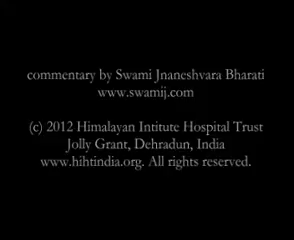 commentary by Swami Jnaneshvara Bharati
www.swamij.com
(c) 2012 Himalayan Intitute Hospital Trust
Jolly Grant, Dehradun, India
www.hihtindia.org. All rights reserved.